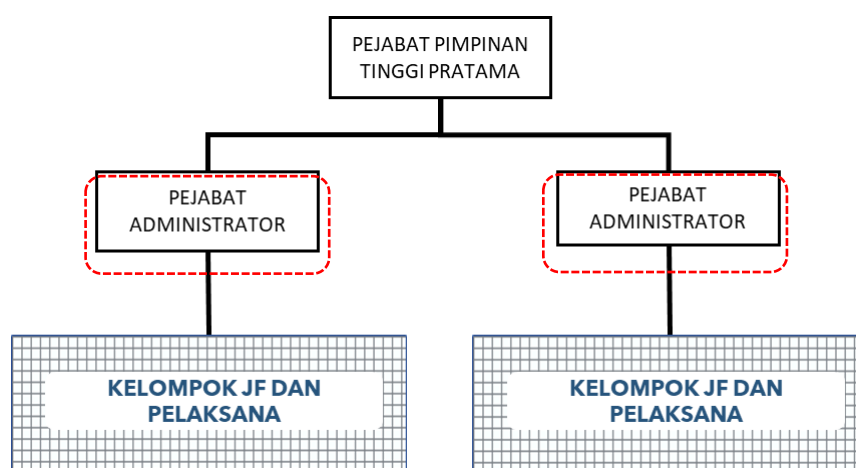 PEJABAT PIMPINAN
TINGGI PRATAMA
PEJABAT
ADMINISTRATOR
PEJABAT
ADMINISTRATOR
KELOMPOK JF DAN
PELAKSANA
KELOMPOK JF DAN
PELAKSANA